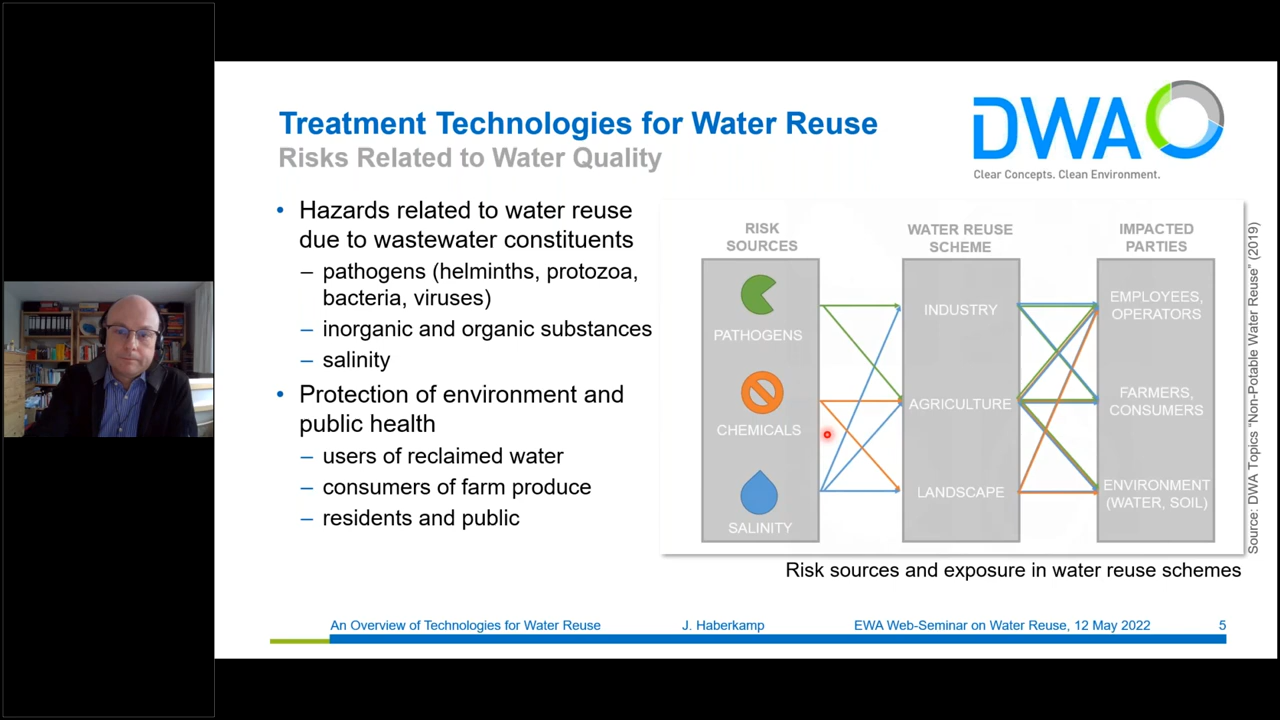 Treatment Technologies for Water Reuse
Risks Related to Water Quality
DWA
Clear Concepts. Clean Environment.
• Hazards related to water reuse
due to wastewater constituents
– pathogens (helminths, protozoa,
bacteria, viruses)
– inorganic and organic substances
– salinity
• Protection of environment and
public health
– users of reclaimed water
– consumers of farm produce
– residents and public
RISK
SOURCES
PATHOGENS
CHEMICALS
SALINITY
WATER REUSE
SCHEME
INDUSTRY
AGRICULTURE
LANDSCAPE
IMPACTED
PARTIES
EMPLOYEES,
OPERATORS
FARMERS,
CONSUMERS
ENVIRONMENT
(WATER, SOIL)
Source: DWA Topics "Non-Potable Water Reuse" (2019)
Risk sources and exposure in water reuse schemes
An Overview of Technologies for Water Reuse
J. Haberkamp
EWA Web-Seminar on Water Reuse, 12 May 2022
5